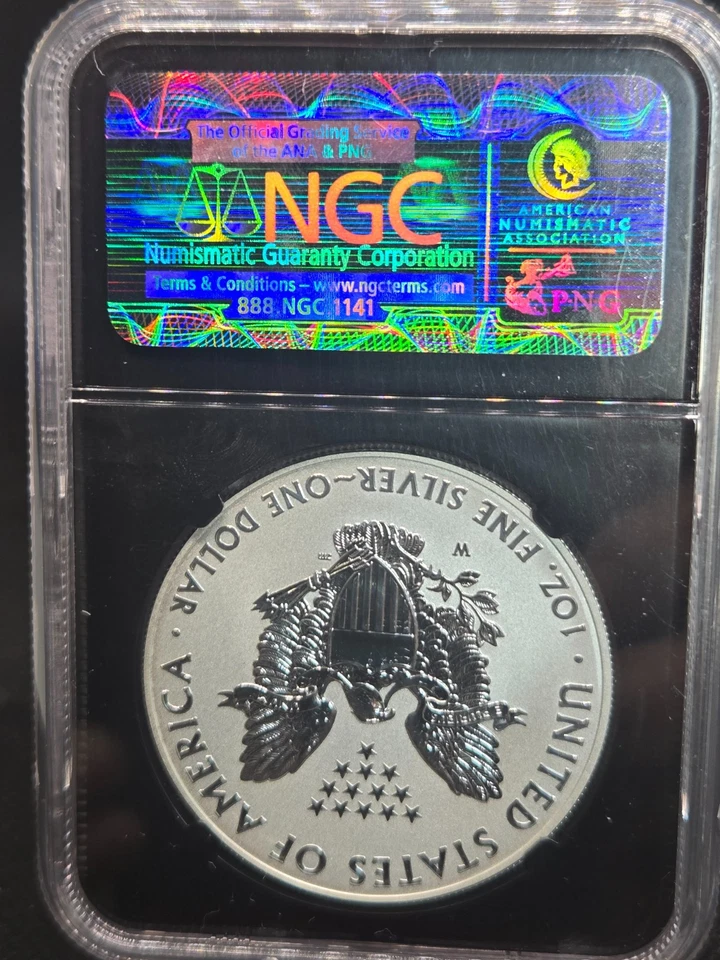 The Official Grading Service
of the ANA & PNG
NGC
Numismatic Guaranty Corporation
Terms & Conditions – www.ngcterms.com
888.NGC 1141
AMERICAN
NUMISMATIC
ASSOCIATION
PNG
UNITED STATES OF AMERICA
1 OZ. FINE SILVER~ONE DOLLAR
W